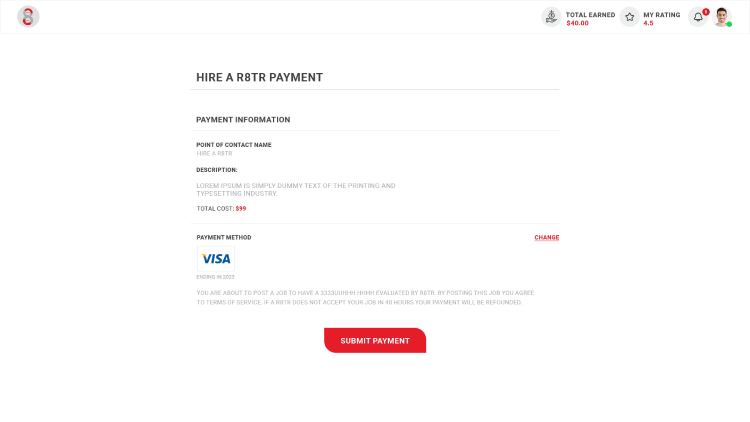 TOTAL EARNED
$40.00
MY RATING
4.5
HIRE A R8TR PAYMENT
PAYMENT INFORMATION
POINT OF CONTACT NAME
HIRE A R8TR
DESCRIPTION:
LOREM IPSUM IS SIMPLY DUMMY TEXT OF THE PRINTING AND
TYPESETTING INDUSTRY.
TOTAL COST: $99
PAYMENT METHOD
CHANGE
VISA
ENDING IN 2023
YOU ARE ABOUT TO POST A JOB TO HAVE A EVALUATED BY R8TR. BY POSTING THIS JOB YOU AGREE
TO TERMS OF SERVICE. IF A R8TR DOES NOT ACCEPT YOUR JOB IN 48 HOURS YOUR PAYMENT WILL BE REFOUNDED.
SUBMIT PAYMENT